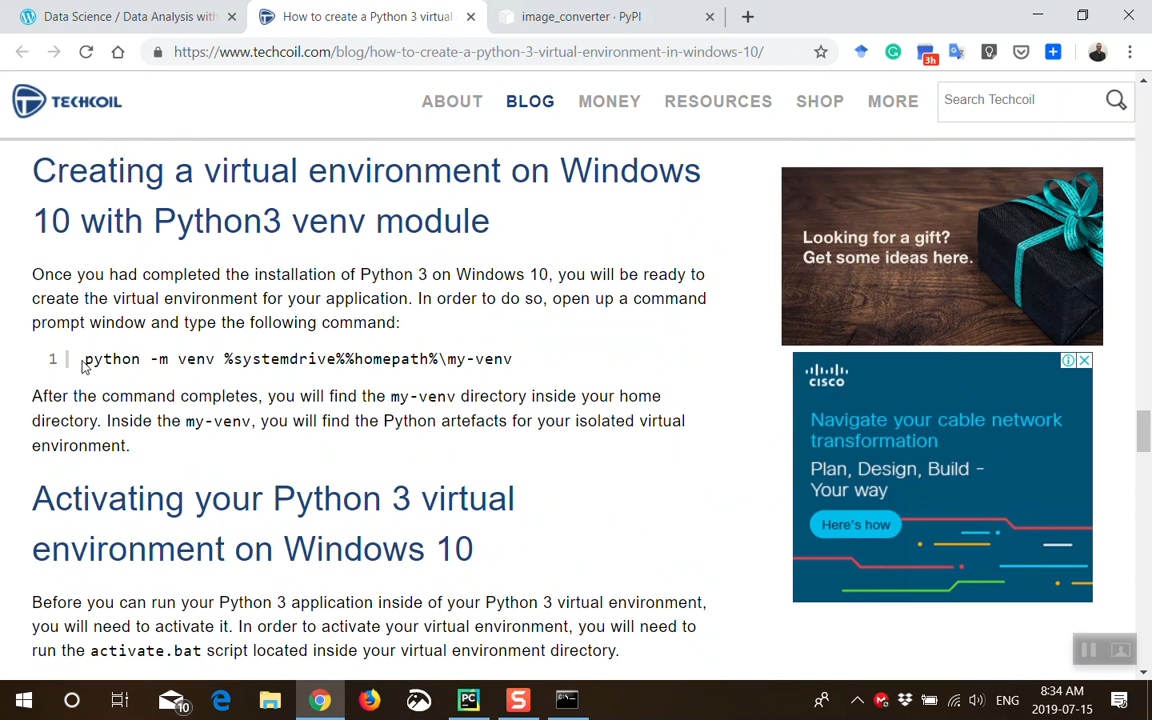 Data Science / Data Analysis with
How to create a Python 3 virtual
image_converter · PyPI
https://www.techcoil.com/blog/how-to-create-a-python-3-virtual-environment-in-windows-10/
3h
TECHCOIL
ABOUT BLOG MONEY RESOURCES SHOP MORE
Search Techcoil
Creating a virtual environment on Windows
10 with Python3 venv module
Once you had completed the installation of Python 3 on Windows 10, you will be ready to
create the virtual environment for your application. In order to do so, open up a command
prompt window and type the following command:
1 python -m venv %systemdrive%%homepath%\my-venv
After the command completes, you will find the my-venv directory inside your home
directory. Inside the my-venv, you will find the Python artefacts for your isolated virtual
environment.
Activating your Python 3 virtual
environment on Windows 10
Before you can run your Python 3 application inside of your Python 3 virtual environment,
you will need to activate it. In order to activate your virtual environment, you will need to
run the activate.bat script located inside your virtual environment directory.
Looking for a gift?
Get some ideas here.
CISCO
Navigate your cable network
transformation
Plan, Design, Build –
Your way
Here's how
10
PC
S
ENG
8:34 AM
2019-07-15